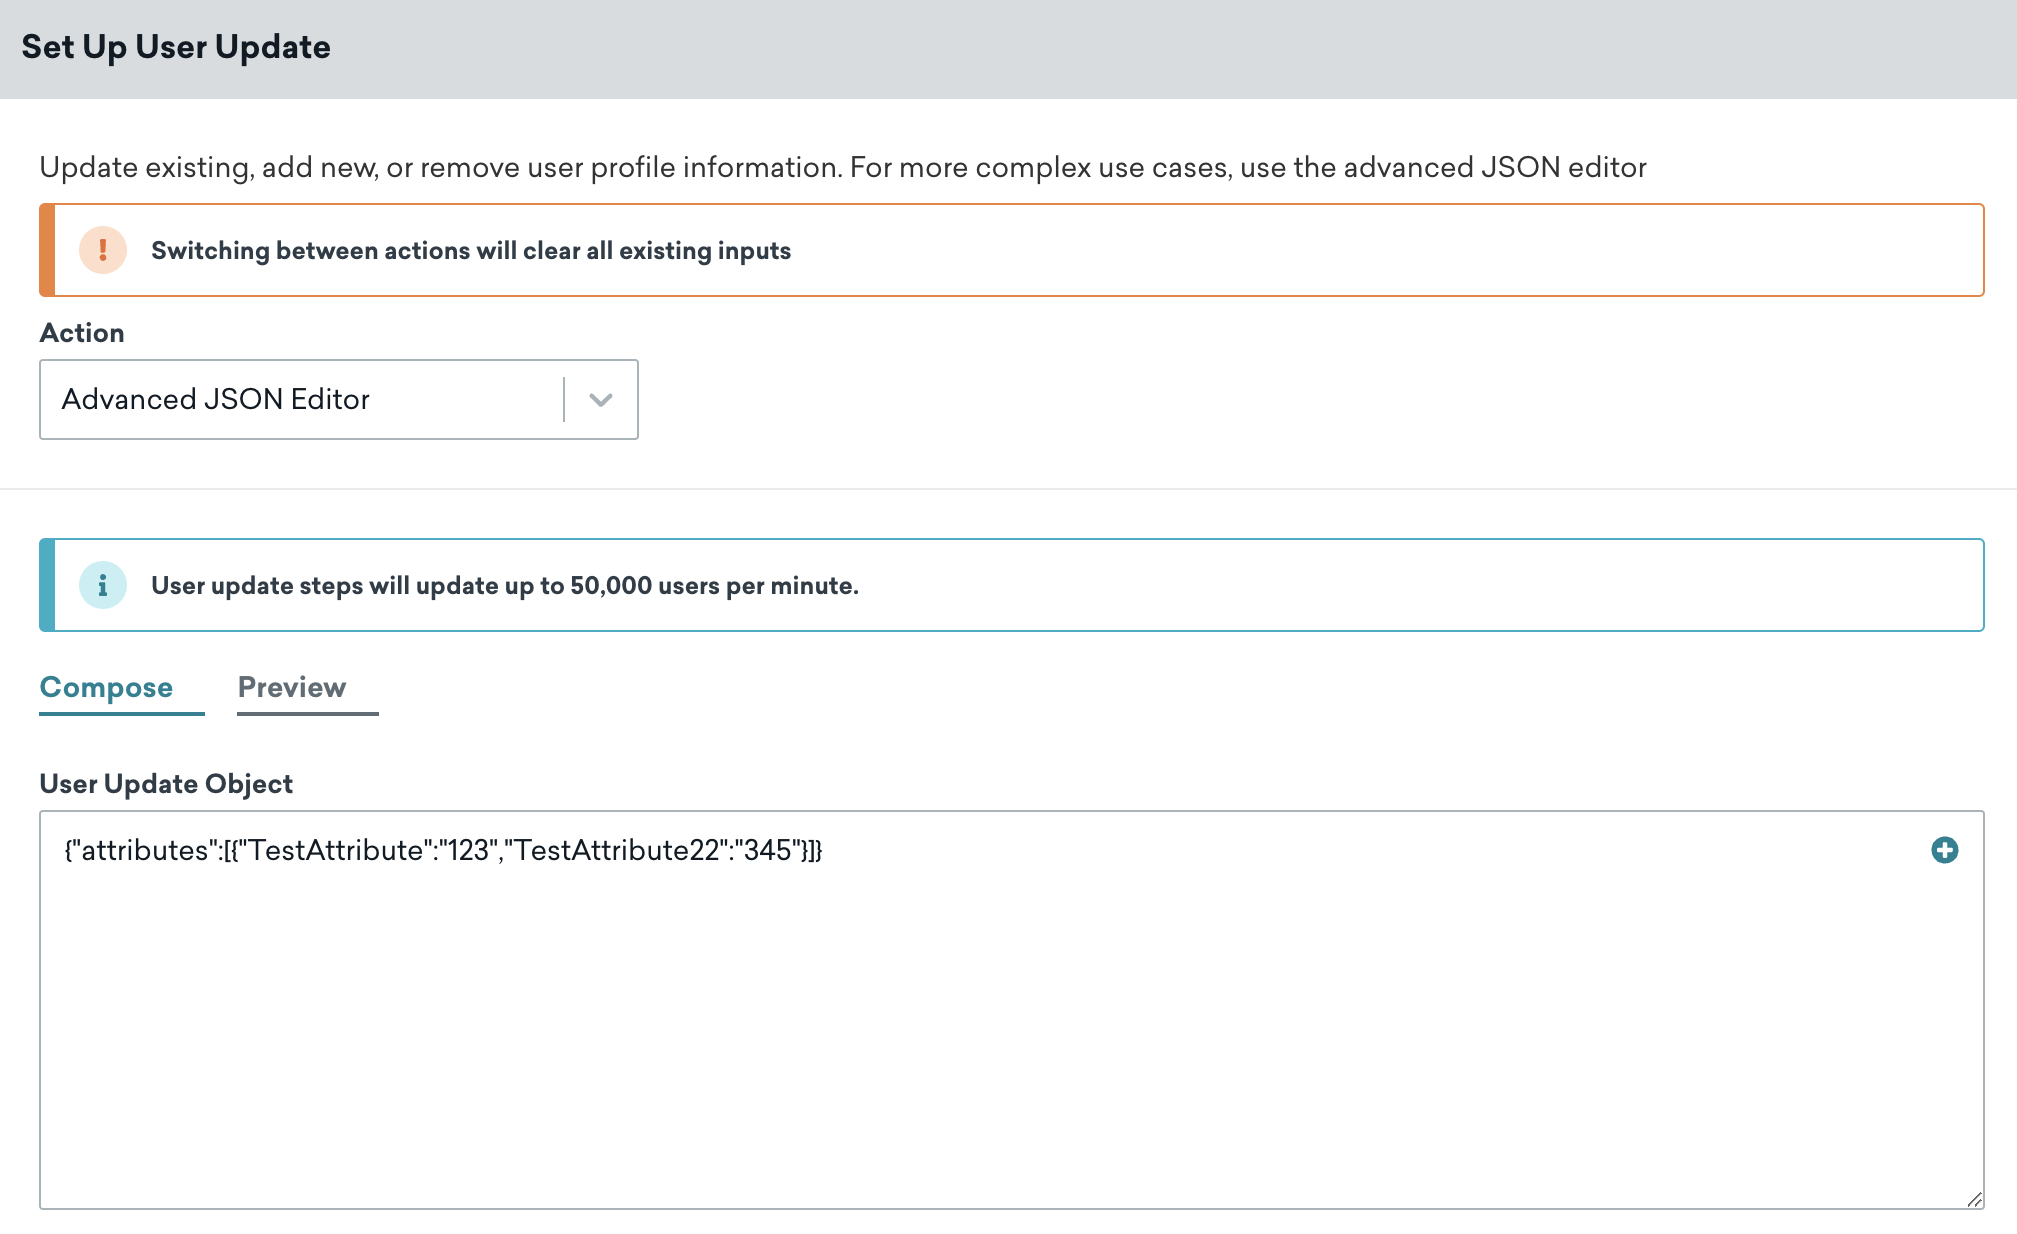 Set Up User Update
Update existing, add new, or remove user profile information. For more complex use cases, use the advanced JSON editor
Switching between actions will clear all existing inputs
Action
Advanced JSON Editor
User update steps will update up to 50,000 users per minute.
Compose Preview
User Update Object
{"attributes":[{"TestAttribute":"123","TestAttribute22":"345"}]}